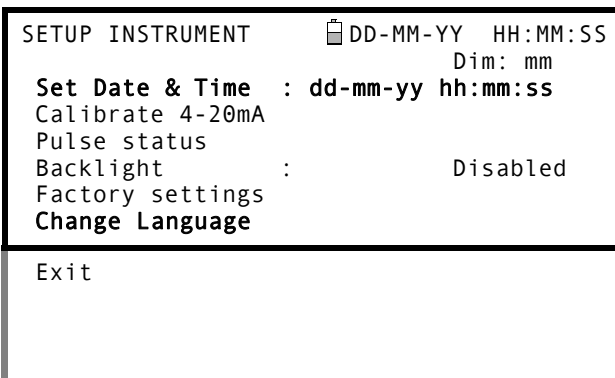 SETUP INSTRUMENT DD-MM-YY HH:MM:SS
Dim: mm
Set Date & Time : dd-mm-yy hh:mm:ss
Calibrate 4-20mA
Pulse status
Backlight : Disabled
Factory settings
Change Language
Exit